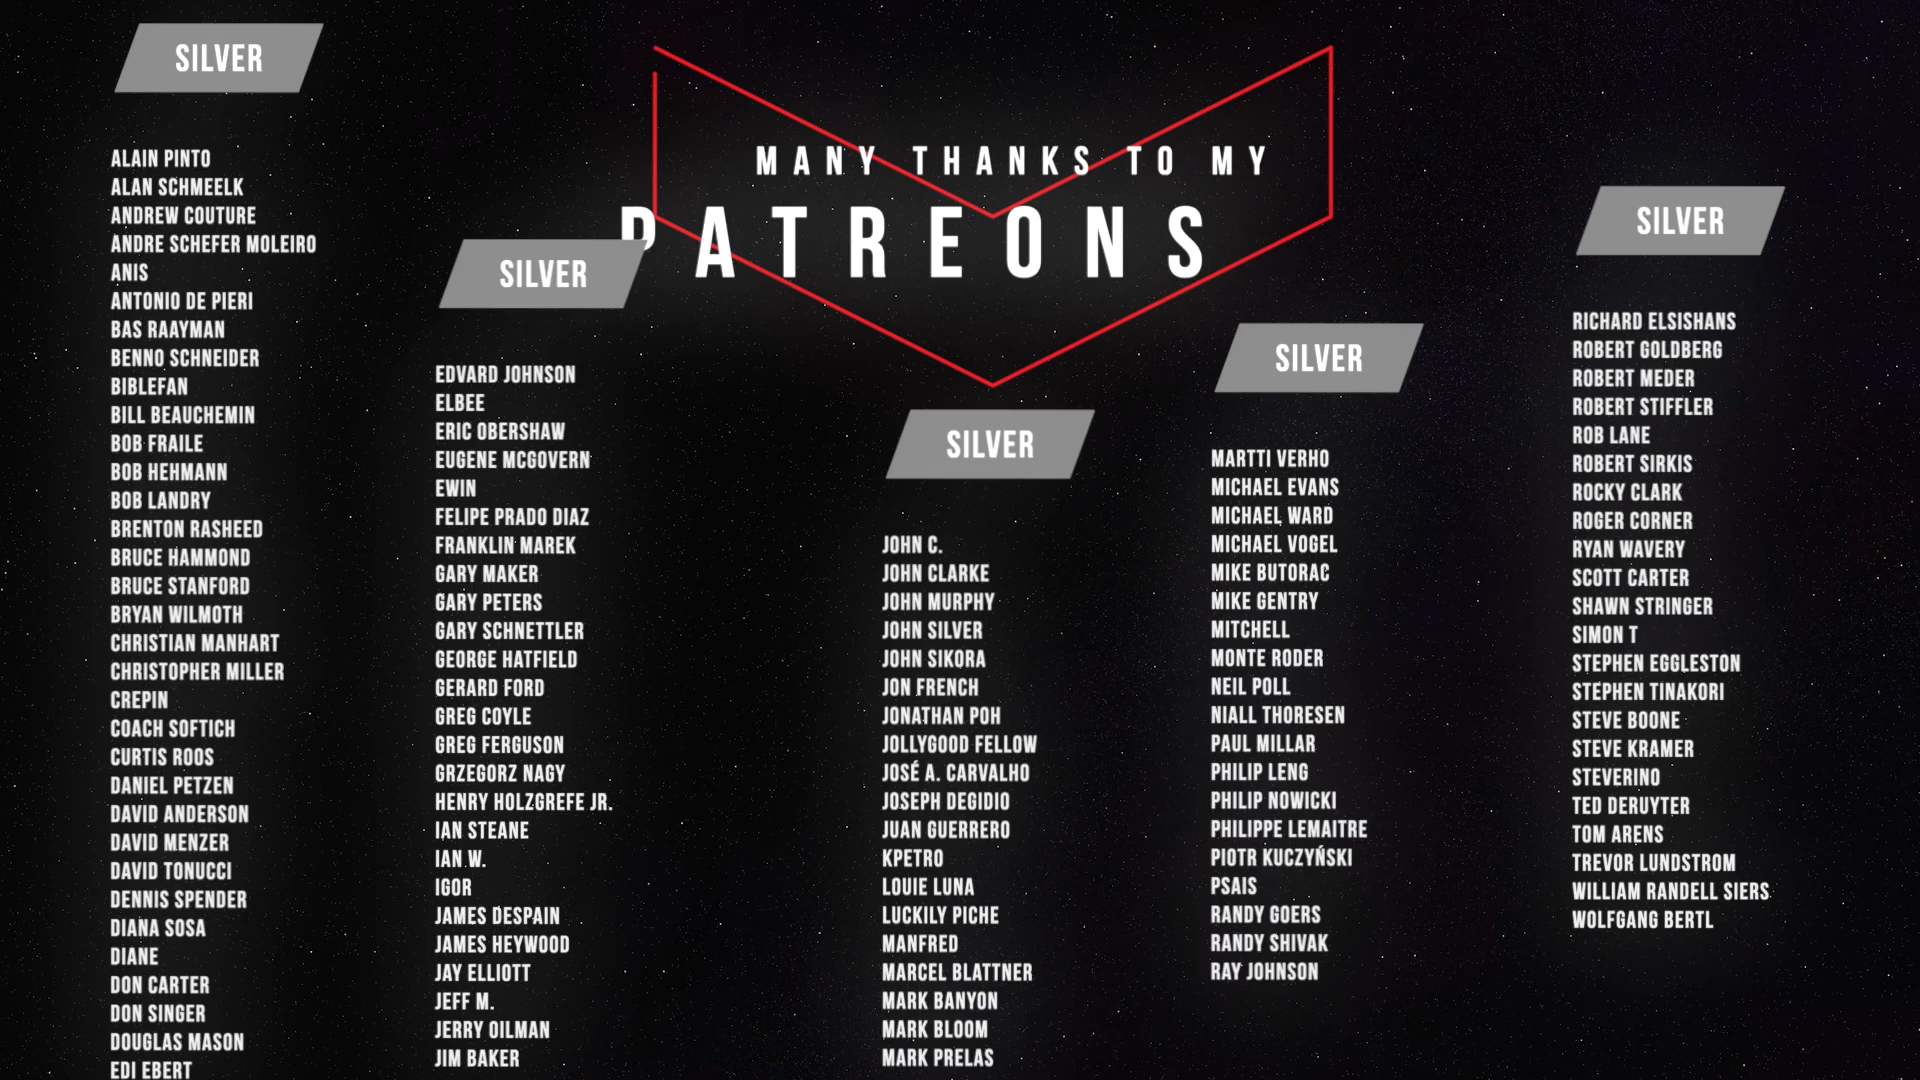 MANY THANKS TO MY
PATREONS
SILVER
ALAIN PINTO
ALAN SCHMEELK
ANDREW COUTURE
ANDRE SCHEFER MOLEIRO
ANIS
ANTONIO DE PIERI
BAS RAAYMAN
BENNO SCHNEIDER
BIBLEFAN
BILL BEAUCHEMIN
BOB FRAILE
BOB HEHMANN
BOB LANDRY
BRENTON RASHEED
BRUCE HAMMOND
BRUCE STANFORD
BRYAN WILMOTH
CHRISTIAN MANHART
CHRISTOPHER MILLER
CREPIN
COACH SOFTICH
CURTIS ROOS
DANIEL PETZEN
DAVID ANDERSON
DAVID MENZER
DAVID TONUCCI
DENNIS SPENDER
DIANA SOSA
DIANE
DON CARTER
DON SINGER
DOUGLAS MASON
EDI EBERT
SILVER
EDVARD JOHNSON
ELBEE
ERIC OBERSHAW
EUGENE MCGOVERN
EWIN
FELIPE PRADO DIAZ
FRANKLIN MAREK
GARY MAKER
GARY PETERS
GARY SCHNETTLER
GEORGE HATFIELD
GERARD FORD
GREG COYLE
GREG FERGUSON
GRZEGORZ NAGY
HENRY HOLZGREFE JR.
IAN STEANE
IAN W.
IGOR
JAMES DESPAIN
JAMES HEYWOOD
JAY ELLIOTT
JEFF M.
JERRY OILMAN
JIM BAKER
SILVER
JOHN C.
JOHN CLARKE
JOHN MURPHY
JOHN SILVER
JOHN SIKORA
JON FRENCH
JONATHAN POH
JOLLYGOOD FELLOW
JOSÉ A. CARVALHO
JOSEPH DEGIDIO
JUAN GUERRERO
KPETRO
LOUIE LUNA
LUCKILY PICHE
MANFRED
MARCEL BLATTNER
MARK BANYON
MARK BLOOM
MARK PRELAS
SILVER
MARTTI VERHO
MICHAEL EVANS
MICHAEL WARD
MICHAEL VOGEL
MIKE BUTORAC
MIKE GENTRY
MITCHELL
MONTE RODER
NEIL POLL
NIALL THORESEN
PAUL MILLAR
PHILIP LENG
PHILIP NOWICKI
PHILIPPE LEMAITRE
PIOTR KUCZYŃSKI
PSAIS
RANDY GOERS
RANDY SHIVAK
RAY JOHNSON
SILVER
RICHARD ELSISHANS
ROBERT GOLDBERG
ROBERT MEDER
ROBERT STIFFLER
ROB LANE
ROBERT SIRKIS
ROCKY CLARK
ROGER CORNER
RYAN WAVERY
SCOTT CARTER
SHAWN STRINGER
SIMON T
STEPHEN EGGLESTON
STEPHEN TINAKORI
STEVE BOONE
STEVE KRAMER
STEVERINO
TED DERUYTER
TOM ARENS
TREVOR LUNDSTROM
WILLIAM RANDELL SIERS
WOLFGANG BERTL